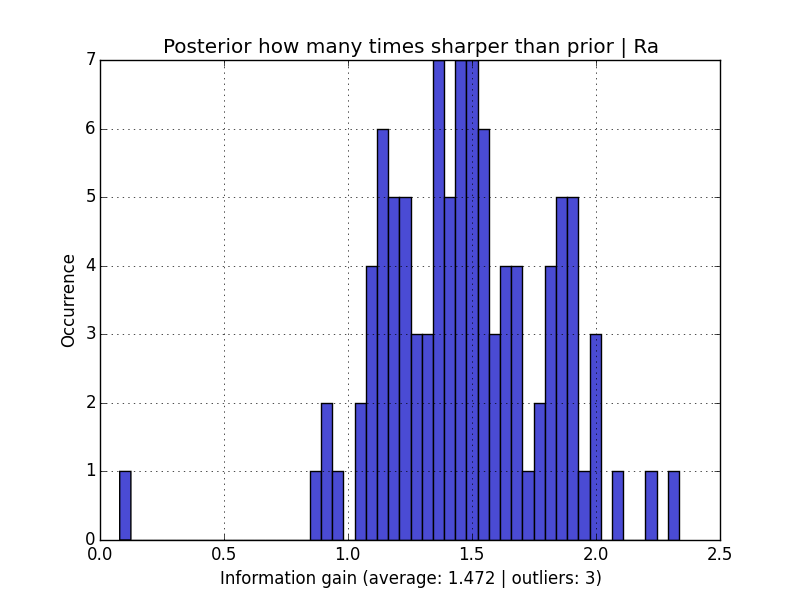 Posterior how many times sharper than prior | Ra
7
6
5
4
3
2
1
0
Occurrence
0.0 0.5 1.0 1.5 2.0 2.5
Information gain (average: 1.472 | outliers: 3)